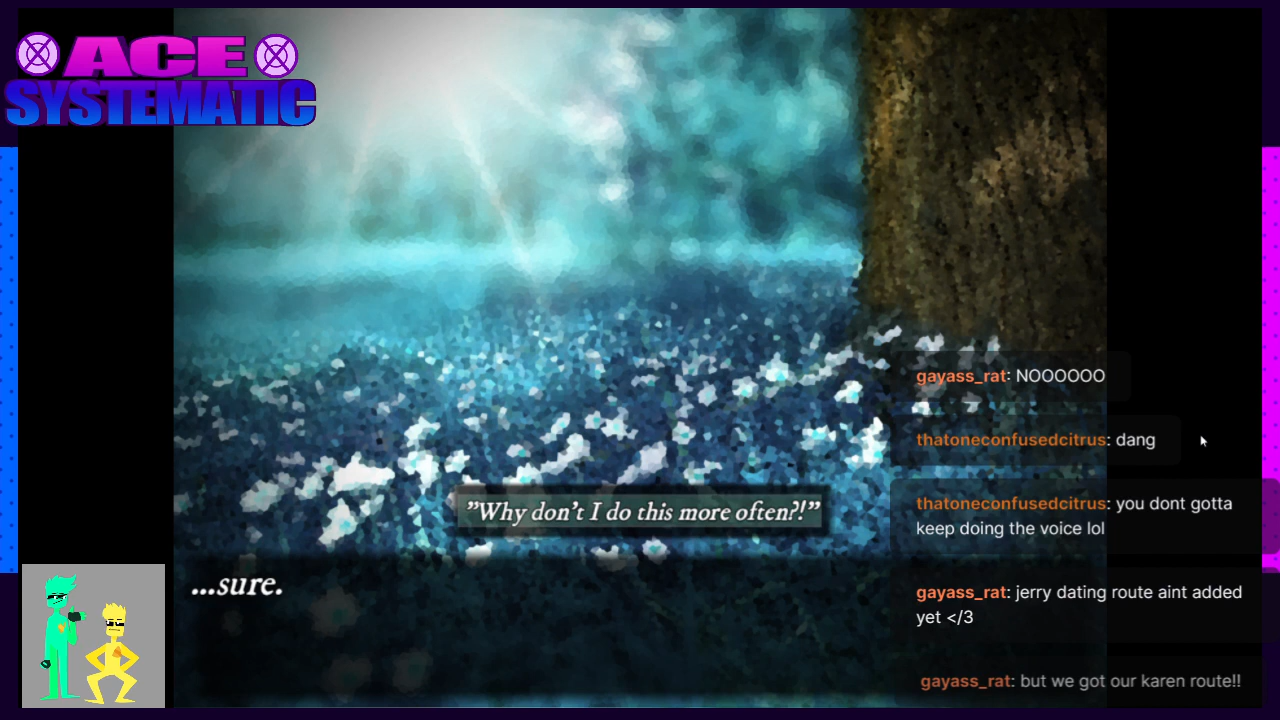 ACE
SYSTEMATIC
gayass_rat: NOOOOOO
thatoneconfusedcitrus: dang
thatoneconfusedcitrus: you dont gotta
keep doing the voice lol
"Why don't I do this more often?!"
...sure.
gayass_rat: jerry dating route aint added
yet </3
gayass_rat: but we got our karen route!!